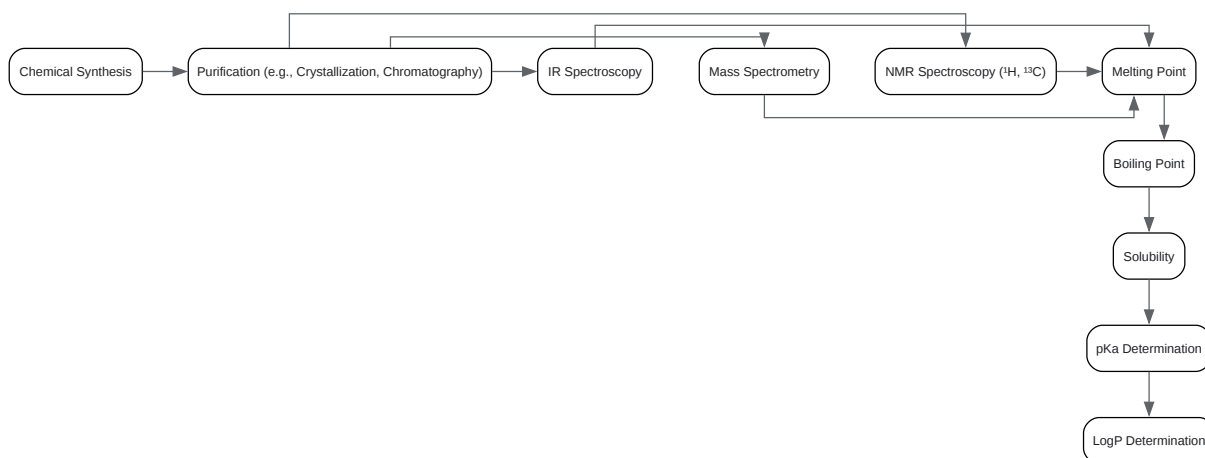 Chemical Synthesis
Purification (e.g., Crystallization, Chromatography)
IR Spectroscopy
Mass Spectrometry
NMR Spectroscopy (¹H, ¹³C)
Melting Point
Boiling Point
Solubility
pKa Determination
LogP Determination